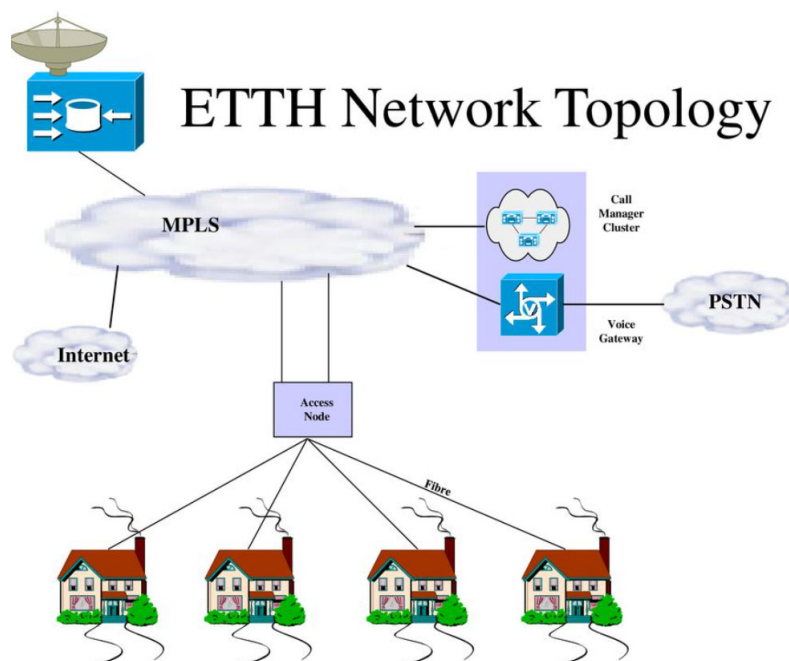 ETTH Network Topology
MPLS
Call
Manager
Cluster
PSTN
Voice
Gateway
Internet
Access
Node
Fibre
V